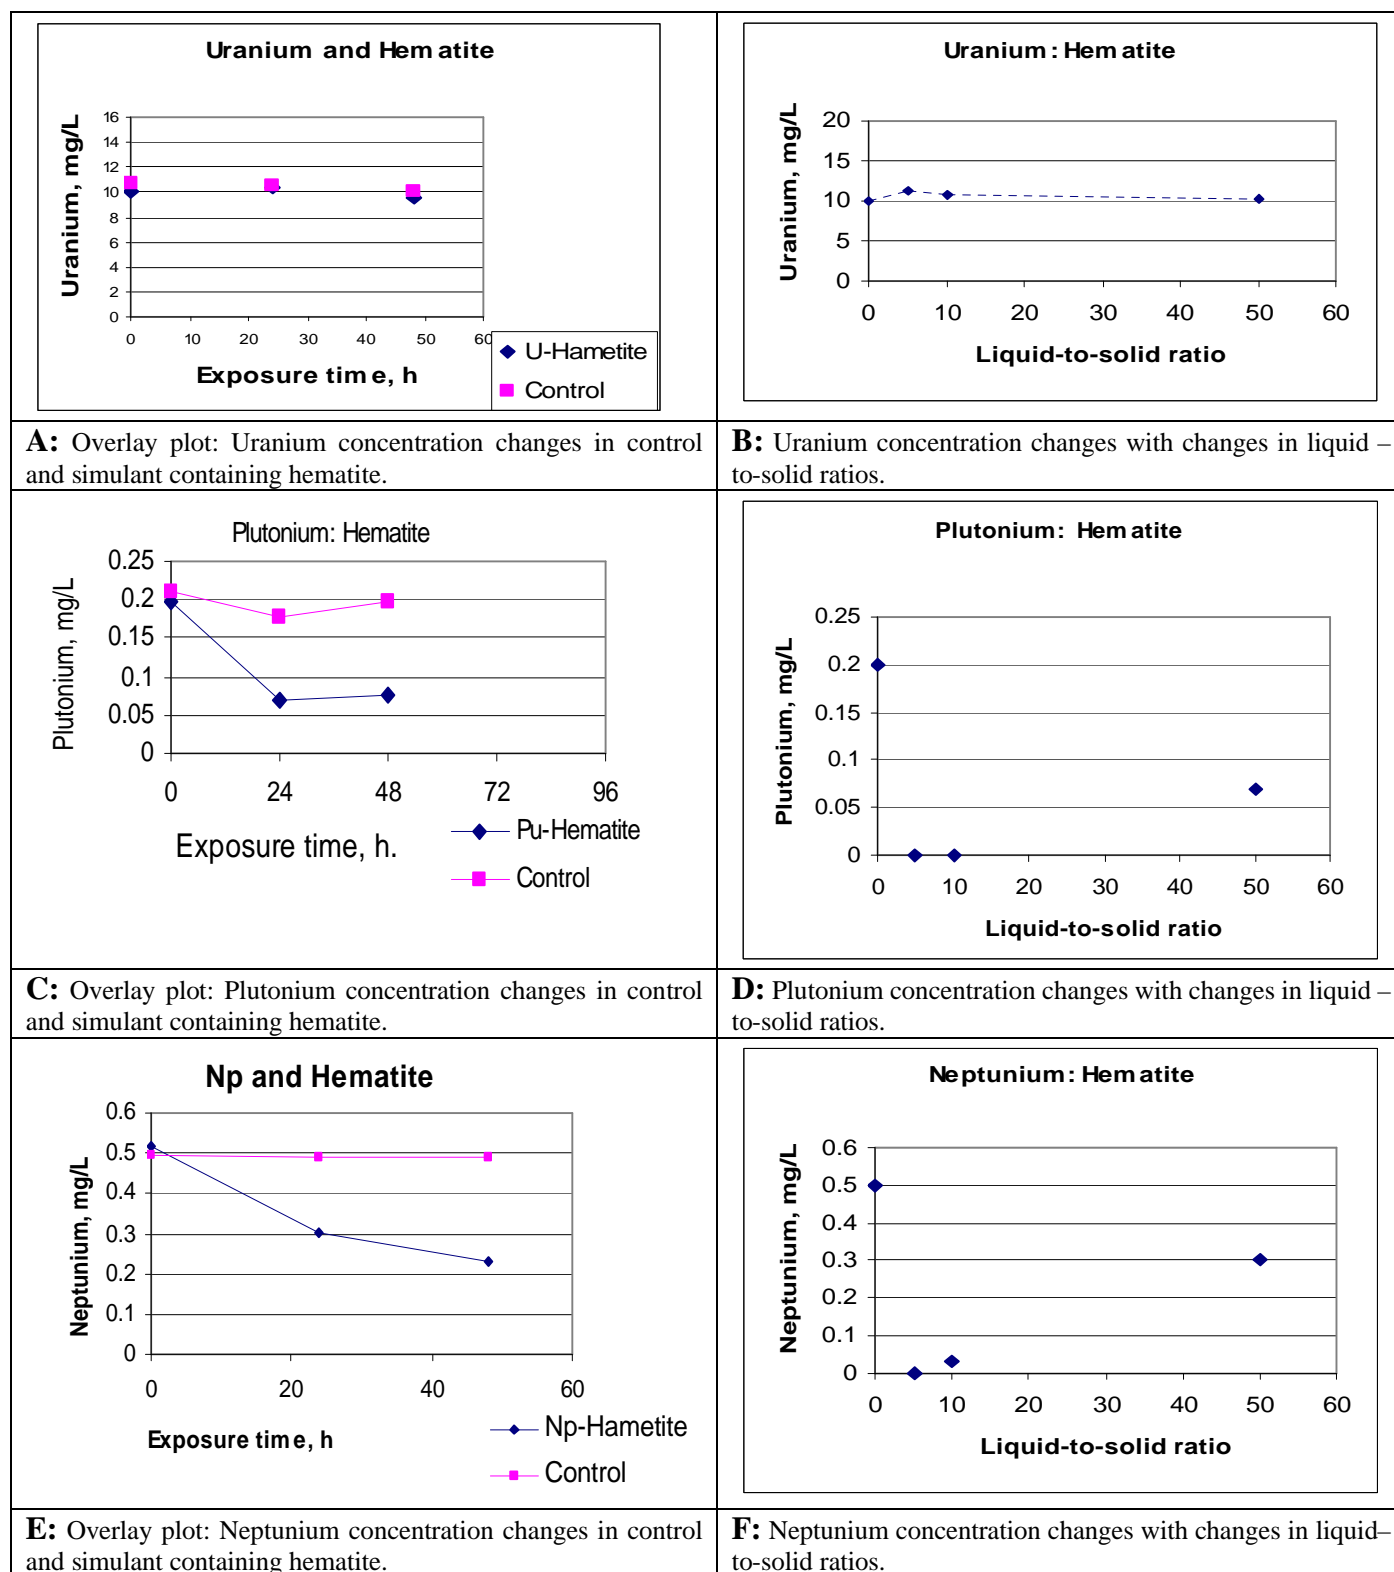 Uranium and Hematite
Uranium, mg/L
16
14
12
10
8
6
4
2
0
0 10 20 30 40 50 60
Exposure time, h
U-Hametite
Control
A: Overlay plot: Uranium concentration changes in control
and simulant containing hematite.
Uranium: Hematite
Uranium, mg/L
20
15
10
5
0
0 10 20 30 40 50 60
Liquid-to-solid ratio
B: Uranium concentration changes with changes in liquid –
to-solid ratios.
Plutonium: Hematite
Plutonium, mg/L
0.25
0.2
0.15
0.1
0.05
0
0 24 48 72 96
Exposure time, h.
Pu-Hematite
Control
C: Overlay plot: Plutonium concentration changes in control
and simulant containing hematite.
Plutonium: Hematite
Plutonium, mg/L
0.25
0.2
0.15
0.1
0.05
0
0 10 20 30 40 50 60
Liquid-to-solid ratio
D: Plutonium concentration changes with changes in liquid –
to-solid ratios.
Np and Hematite
Neptunium, mg/L
0.6
0.5
0.4
0.3
0.2
0.1
0
0 20 40 60
Exposure time, h
Np-Hametite
Control
E: Overlay plot: Neptunium concentration changes in control
and simulant containing hematite.
Neptunium: Hematite
Neptunium, mg/L
0.6
0.5
0.4
0.3
0.2
0.1
0
0 10 20 30 40 50 60
Liquid-to-solid ratio
F: Neptunium concentration changes with changes in liquid–
to-solid ratios.